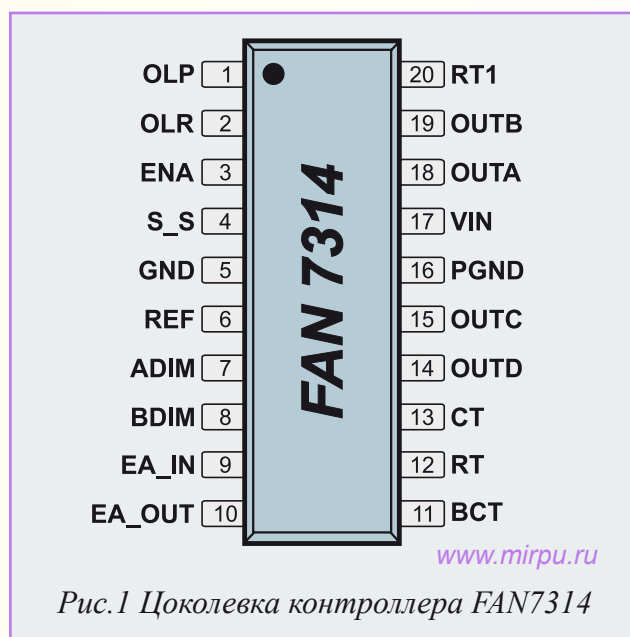 OLP 1 20 RT1
OLR 2 19 OUTB
ENA 3 18 OUTA
S_S 4 17 VIN
GND 5 16 PGND
REF 6 15 OUTC
ADIM 7 14 OUTD
BDIM 8 13 CT
EA_IN 9 12 RT
EA_OUT 10 11 BCT
FAN 7314
www.mirpu.ru
Рис.1 Цоколевка контроллера FAN7314